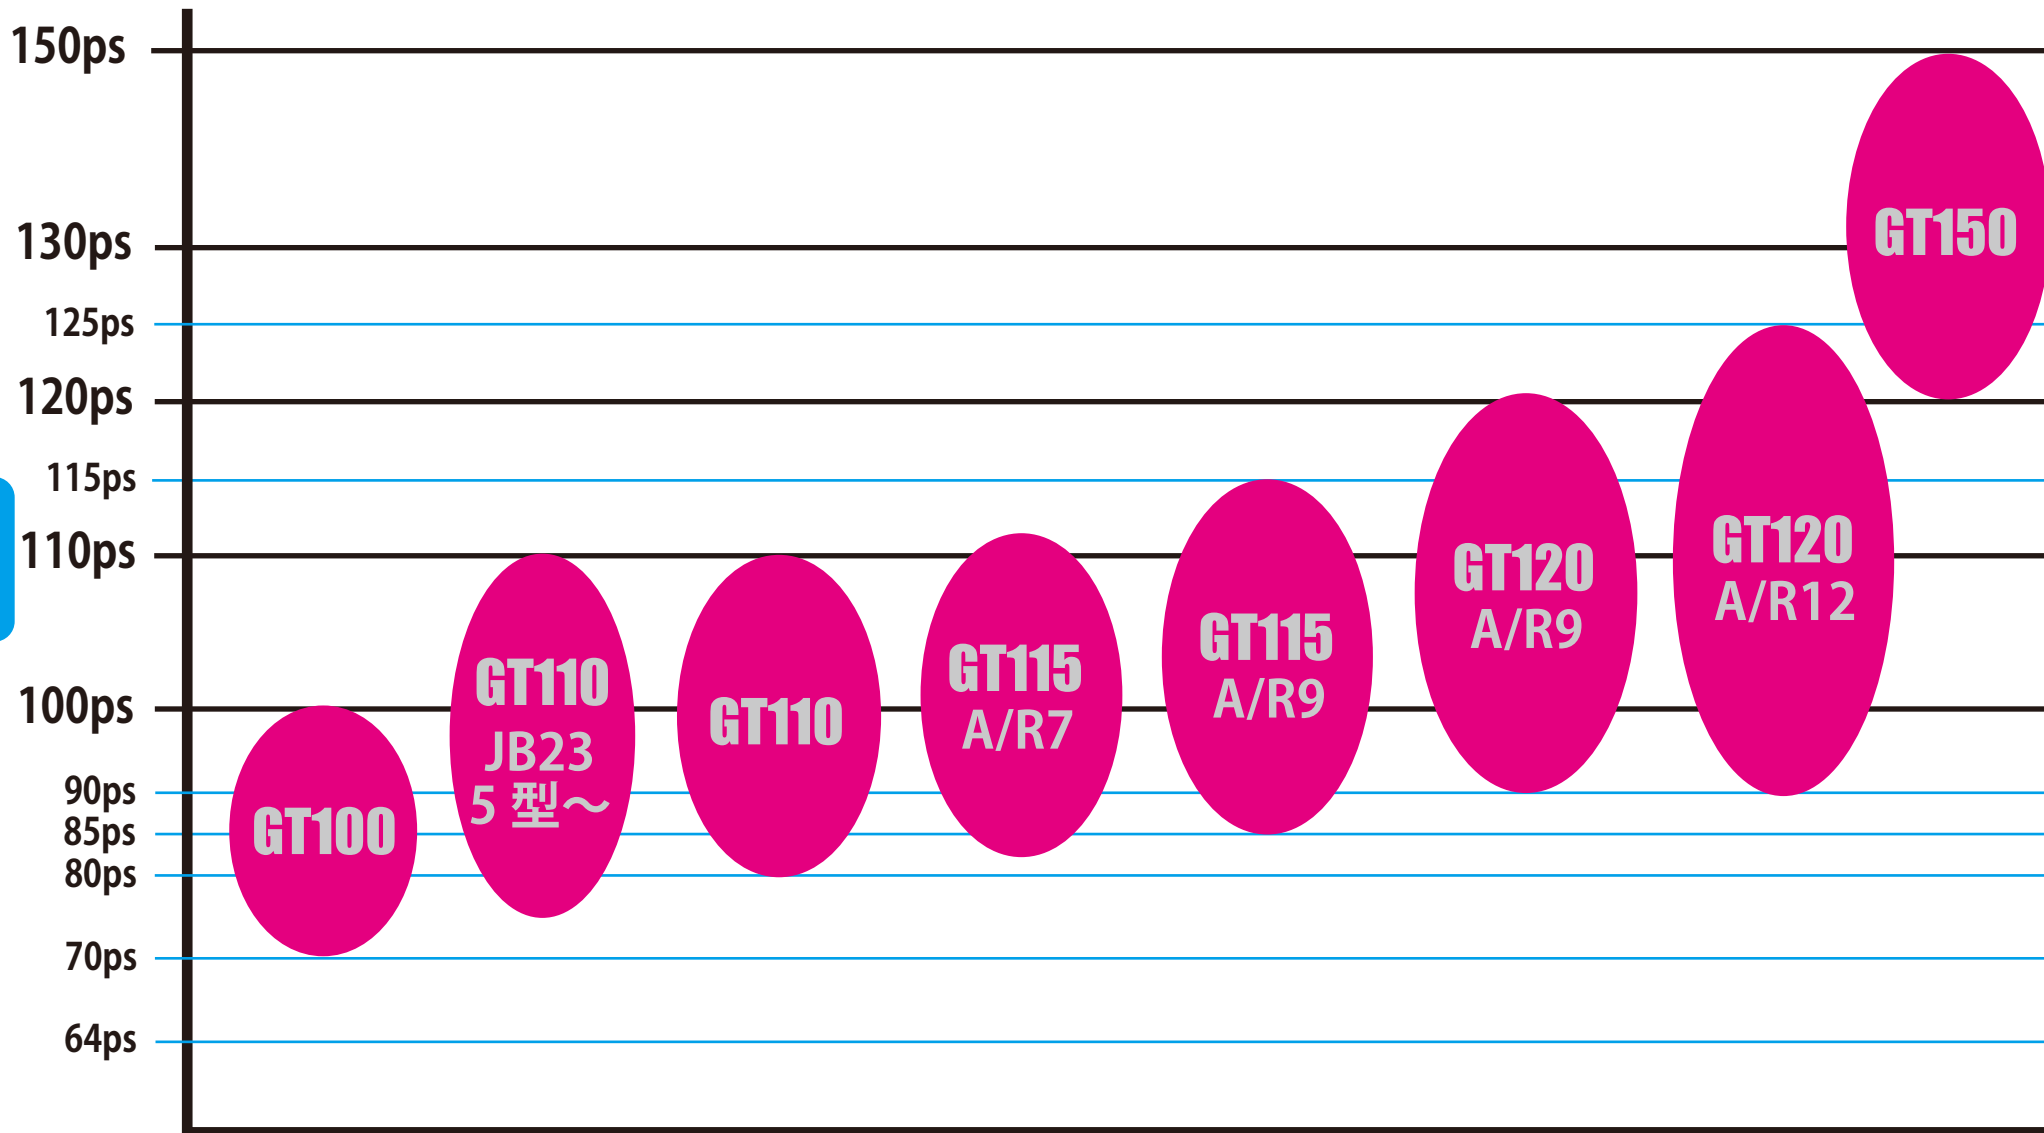 150ps
130ps
125ps
120ps
115ps
110ps
100ps
90ps
85ps
80ps
70ps
64ps
GT100
GT110
JB23
5 型～
GT110
GT115
A/R7
GT115
A/R9
GT120
A/R9
GT120
A/R12
GT150